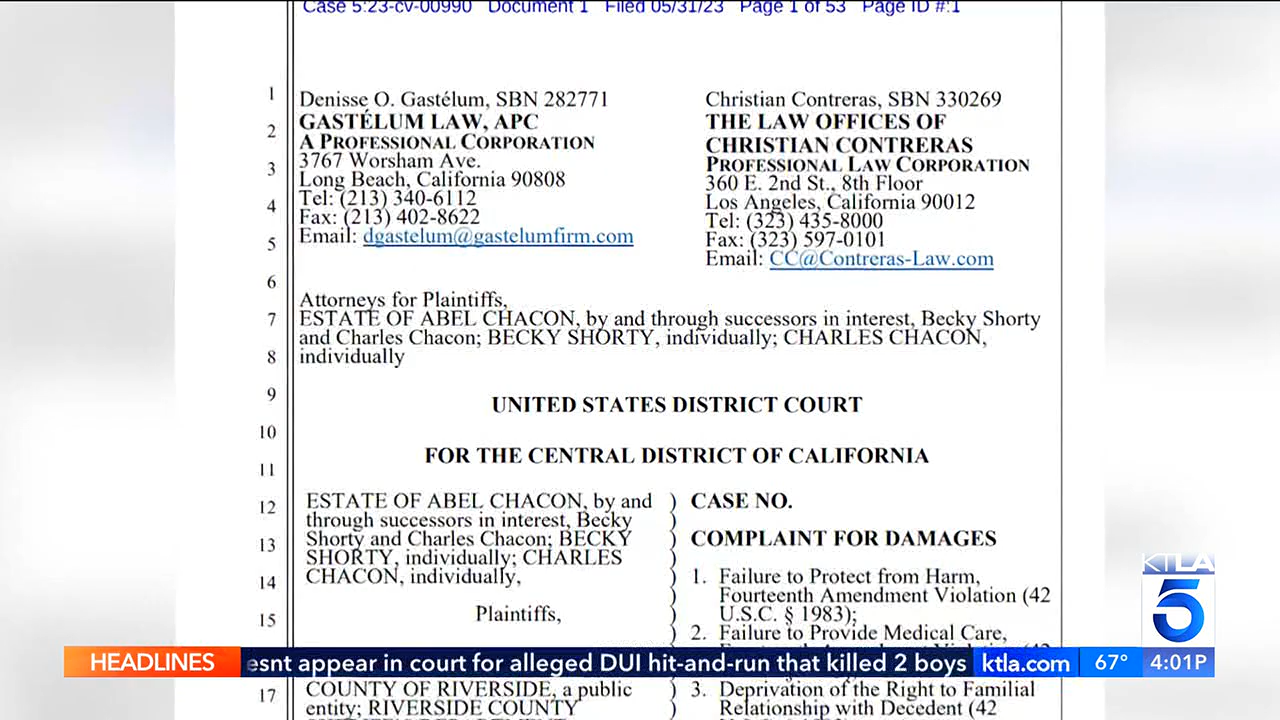 Case 5:23-cv-00990 Document 1 Filed 05/31/23 Page 1 of 53 Page ID #:1
1
2
3
4
5
6
7
8
9
10
11
12
13
14
15
17
Denisse O. Gastélum, SBN 282771
GASTÉLUM LAW, APC
A PROFESSIONAL CORPORATION
3767 Worsham Ave.
Long Beach, California 90808
Tel: (213) 340-6112
Fax: (213) 402-8622
Email: dgastelum@gastelumfirm.com
Christian Contreras, SBN 330269
THE LAW OFFICES OF
CHRISTIAN CONTRERAS
PROFESSIONAL LAW CORPORATION
360 E. 2nd St., 8th Floor
Los Angeles, California 90012
Tel: (323) 435-8000
Fax: (323) 597-0101
Email: CC@Contreras-Law.com
Attorneys for Plaintiffs,
ESTATE OF ABEL CHACON, by and through successors in interest, Becky Shorty
and Charles Chacon; BECKY SHORTY, individually; CHARLES CHACON,
individually
UNITED STATES DISTRICT COURT
FOR THE CENTRAL DISTRICT OF CALIFORNIA
ESTATE OF ABEL CHACON, by and
through successors in interest, Becky
Shorty and Charles Chacon; BECKY
SHORTY, individually; CHARLES
CHACON, individually,
Plaintiffs,
COUNTY OF RIVERSIDE, a public
entity; RIVERSIDE COUNTY
)
)
)
)
)
)
)
)
CASE NO.
COMPLAINT FOR DAMAGES
1. Failure to Protect from Harm,
Fourteenth Amendment Violation (42
U.S.C. § 1983);
2. Failure to Provide Medical Care,
3. Deprivation of the Right to Familial
Relationship with Decedent (42
KTLA
5
HEADLINES
esnt appear in court for alleged DUI hit-and-run that killed 2 boys
ktla.com
67°
4:01P